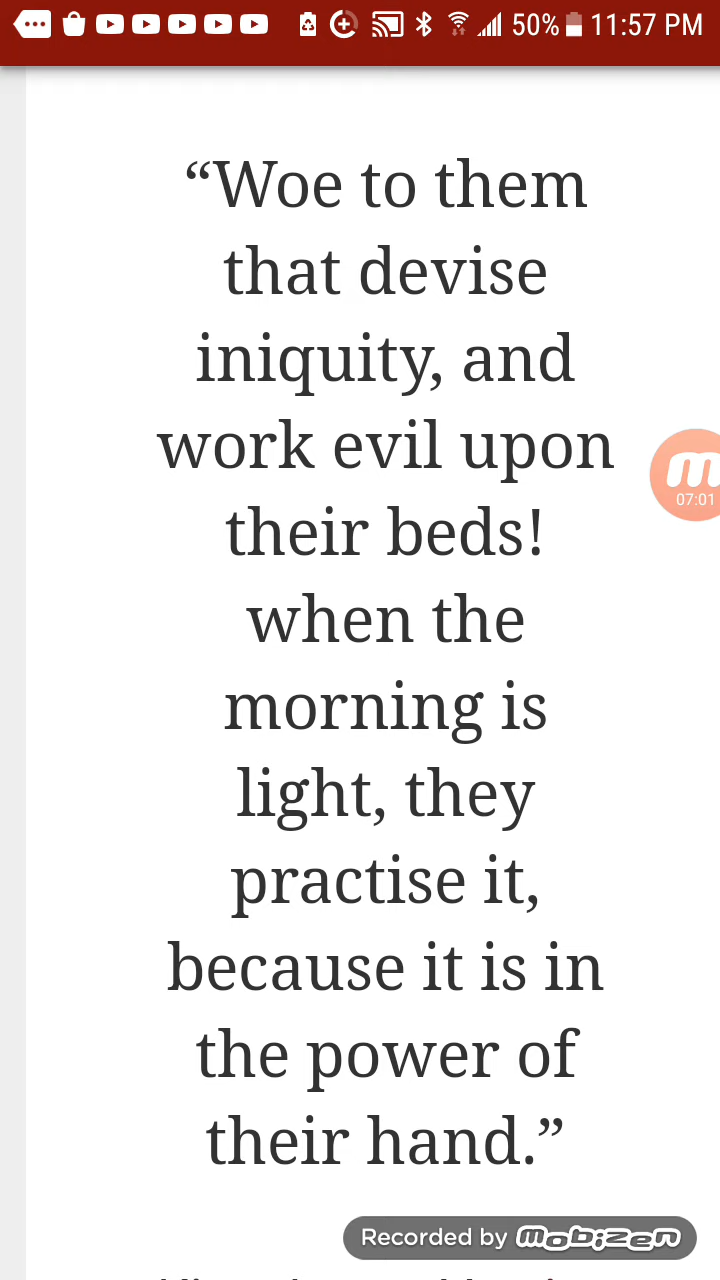 50% 11:57 PM
“Woe to them
that devise
iniquity, and
work evil upon
their beds!
when the
morning is
light, they
practise it,
because it is in
the power of
their hand.”
07:01
Recorded by mobizen